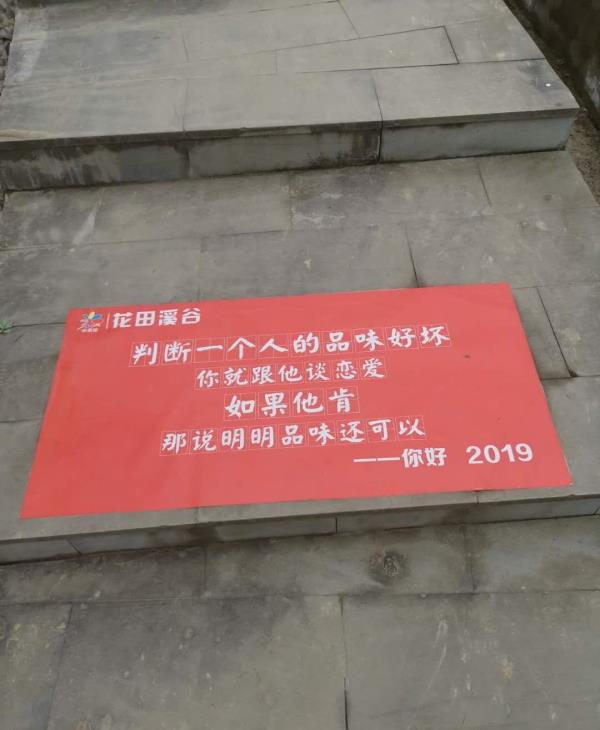 花田溪谷
判断一个人的品味好坏
你就跟他谈恋爱
如果他肯
那说明明品味还可以
——你好 2019